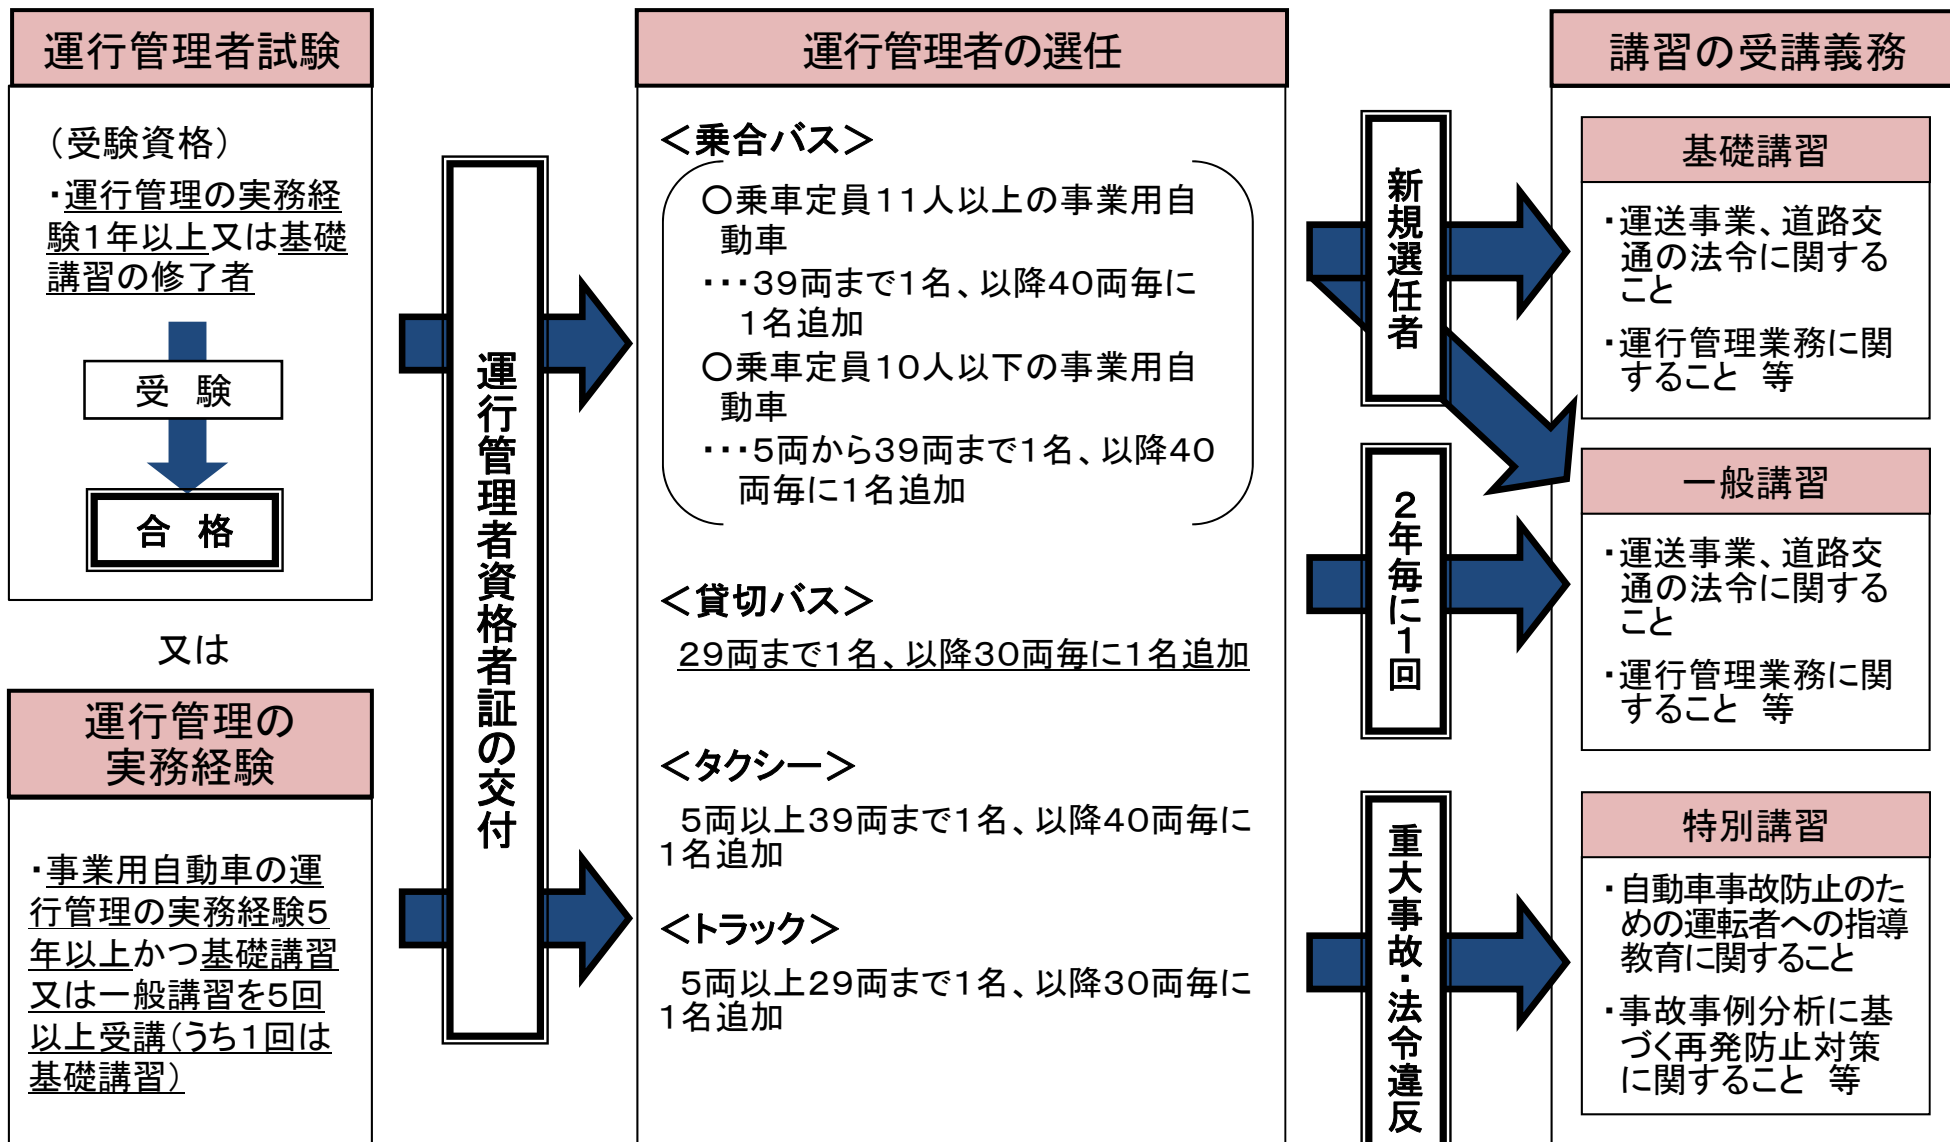 運行管理者試験
（受験資格）
・運行管理の実務経
験１年以上又は基礎
講習の修了者
受　験
合　格
又は
運行管理の
実務経験
・事業用自動車の運
行管理の実務経験５
年以上かつ基礎講習
又は一般講習を５回
以上受講（うち１回は
基礎講習）
運行管理者資格者証の交付
運行管理者の選任
＜乗合バス＞
○乗車定員１１人以上の事業用自
動車
・・・３９両まで１名、以降４０両毎に
１名追加
○乗車定員１０人以下の事業用自
動車
・・・５両から３９両まで１名、以降４０
両毎に１名追加
＜貸切バス＞
２９両まで１名、以降３０両毎に１名追加
＜タクシー＞
５両以上３９両まで１名、以降４０両毎に
１名追加
＜トラック＞
５両以上２９両まで１名、以降３０両毎に
１名追加
新規選任者
２年毎に１回
重大事故・法令違反
講習の受講義務
基礎講習
・運送事業、道路交
通の法令に関する
こと
・運行管理業務に関
すること　等
一般講習
・運送事業、道路交
通の法令に関する
こと
・運行管理業務に関
すること　等
特別講習
・自動車事故防止のた
めの運転者への指導
教育に関すること
・事故事例分析に基
づく再発防止対策
に関すること　等